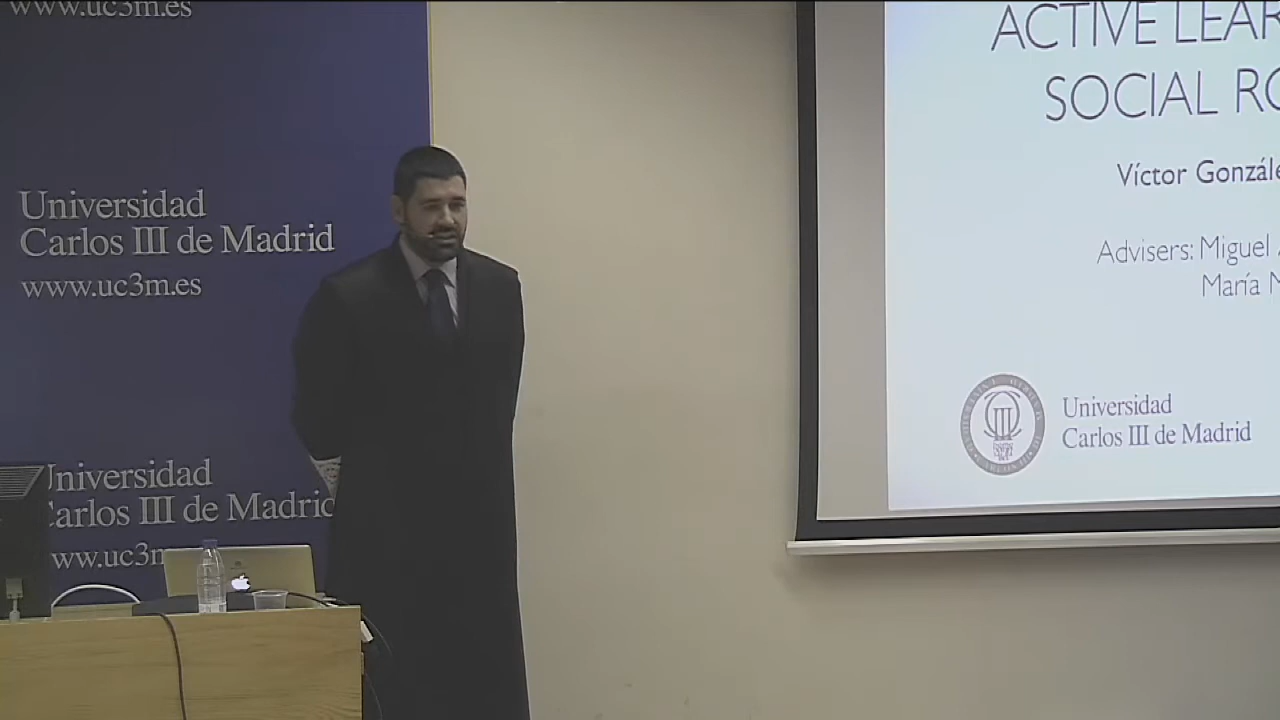 www.uc3m.es
Universidad
Carlos III de Madrid
www.uc3m.es
Universidad
Carlos III de Madrid
www.uc3m
ACTIVE LEAR
SOCIAL RO
Víctor Gonzále
Advisers: Miguel
María M
Universidad
Carlos III de Madrid